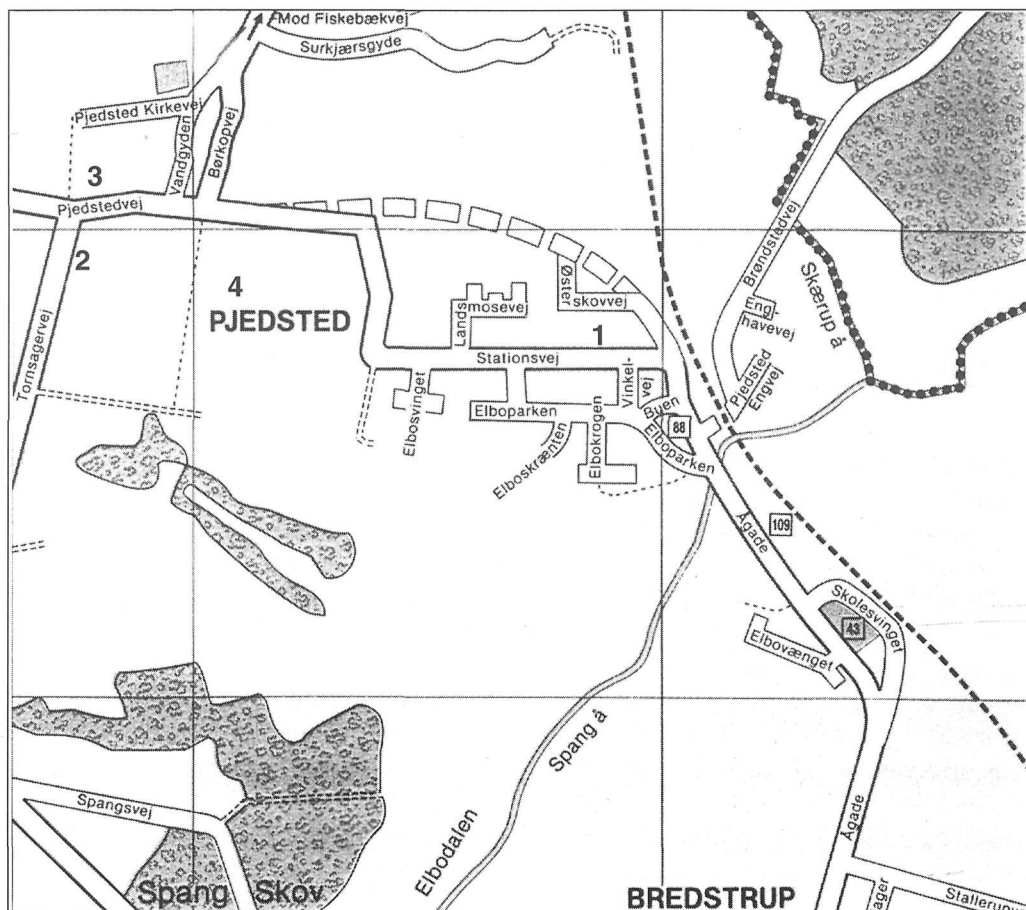 Mod Fiskebækvej
Surkjærsgyde
Pjedsted Kirkevej
Vandgyden
Børkopvej
3
Pjedstedvej
2
4
PJEDSTED
Tornsagervej
Lands
mosevej
Øster
skovvej
1
Stationsvej
Brøndstedvej
Eng-
havevej
Skærup å
Pjedsted
Engvej
Elbosvinget
Elboparken
Vinkel
vej
Buen
88
Elboparken
Elboskrænten
Elbokrogen
Ågade
109
Skolesvinget
43
Elbovænget
Spang å
Elbodalen
Spangsvej
Spang Skov
Ågade
BREDSTRUP